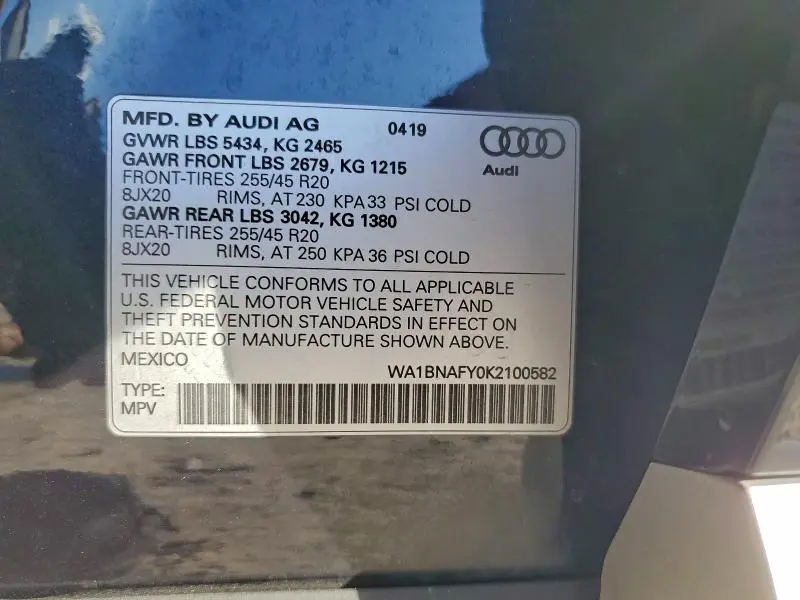 MFD. BY AUDI AG 0419
GVWR LBS 5434, KG 2465
GAWR FRONT LBS 2679, KG 1215
FRONT-TIRES 255/45 R20
8JX20 RIMS, AT 230 KPA 33 PSI COLD
GAWR REAR LBS 3042, KG 1380
REAR-TIRES 255/45 R20
8JX20 RIMS, AT 250 KPA 36 PSI COLD
Audi
THIS VEHICLE CONFORMS TO ALL APPLICABLE
U.S. FEDERAL MOTOR VEHICLE SAFETY AND
THEFT PREVENTION STANDARDS IN EFFECT ON
THE DATE OF MANUFACTURE SHOWN ABOVE.
MEXICO
WA1BNAFY0K2100582
TYPE:
MPV